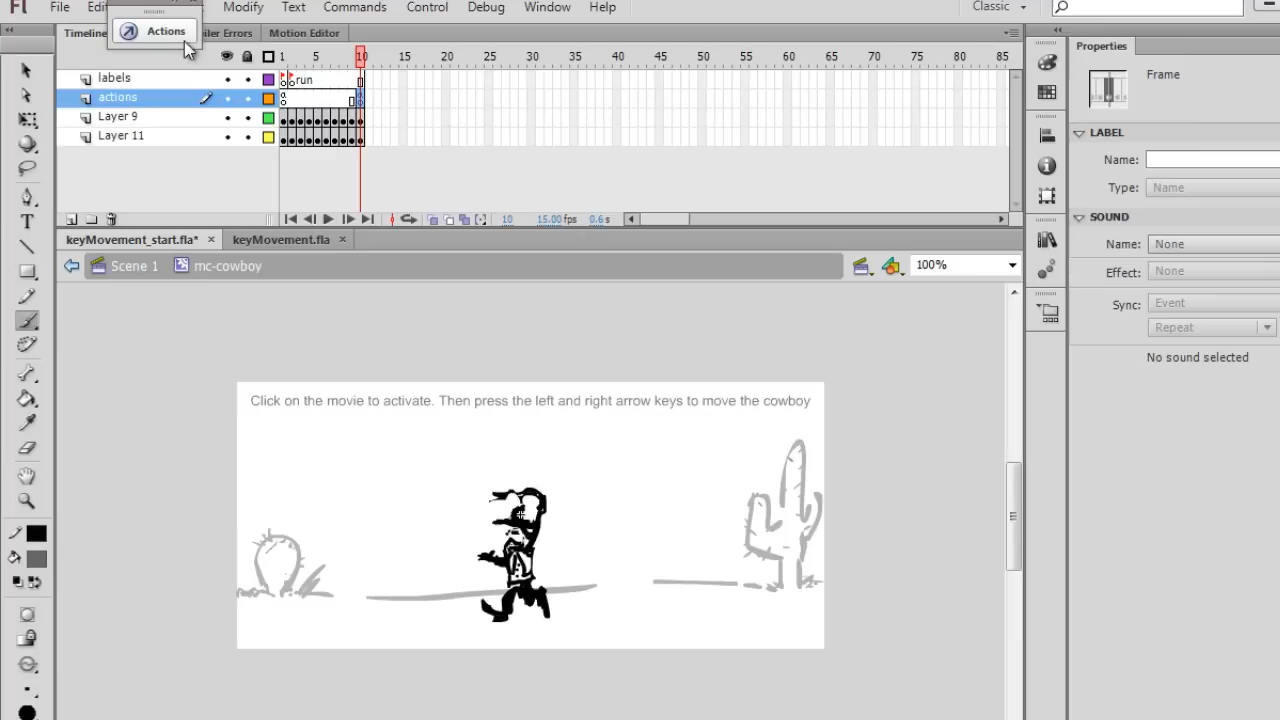 Fl File Edi Modify Text Commands Control Debug Window Help Classic
Actions
Timeline iler Errors Motion Editor Properties
1 5 10 15 20 25 30 35 40 45 50 55 60 65 70 75 80 85
labels run
actions
Layer 9
Layer 11
10 15.00 fps 0.6 s
keyMovement_start.fla* × keyMovement.fla ×
Scene 1 mc-cowboy 100%
Click on the movie to activate. Then press the left and right arrow keys to move the cowboy
Frame
LABEL
Name:
Type: Name
SOUND
Name: None
Effect: None
Sync: Event
Repeat
No sound selected